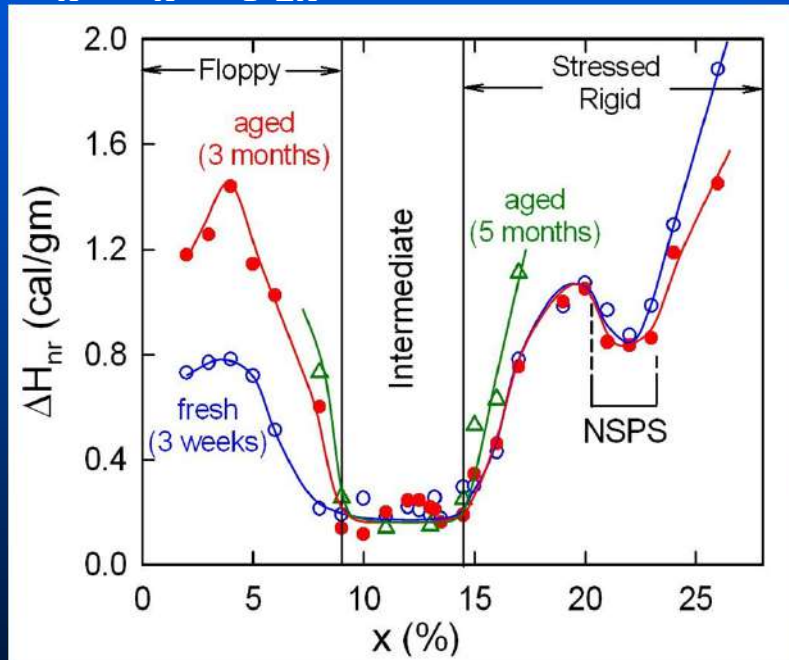 2.0
1.6
1.2
0.8
0.4
0.0
ΔHnr (cal/gm)
Floppy
Stressed
Rigid
aged
(3 months)
aged
(5 months)
Intermediate
fresh
(3 weeks)
NSPS
0 5 10 15 20 25
x (%)